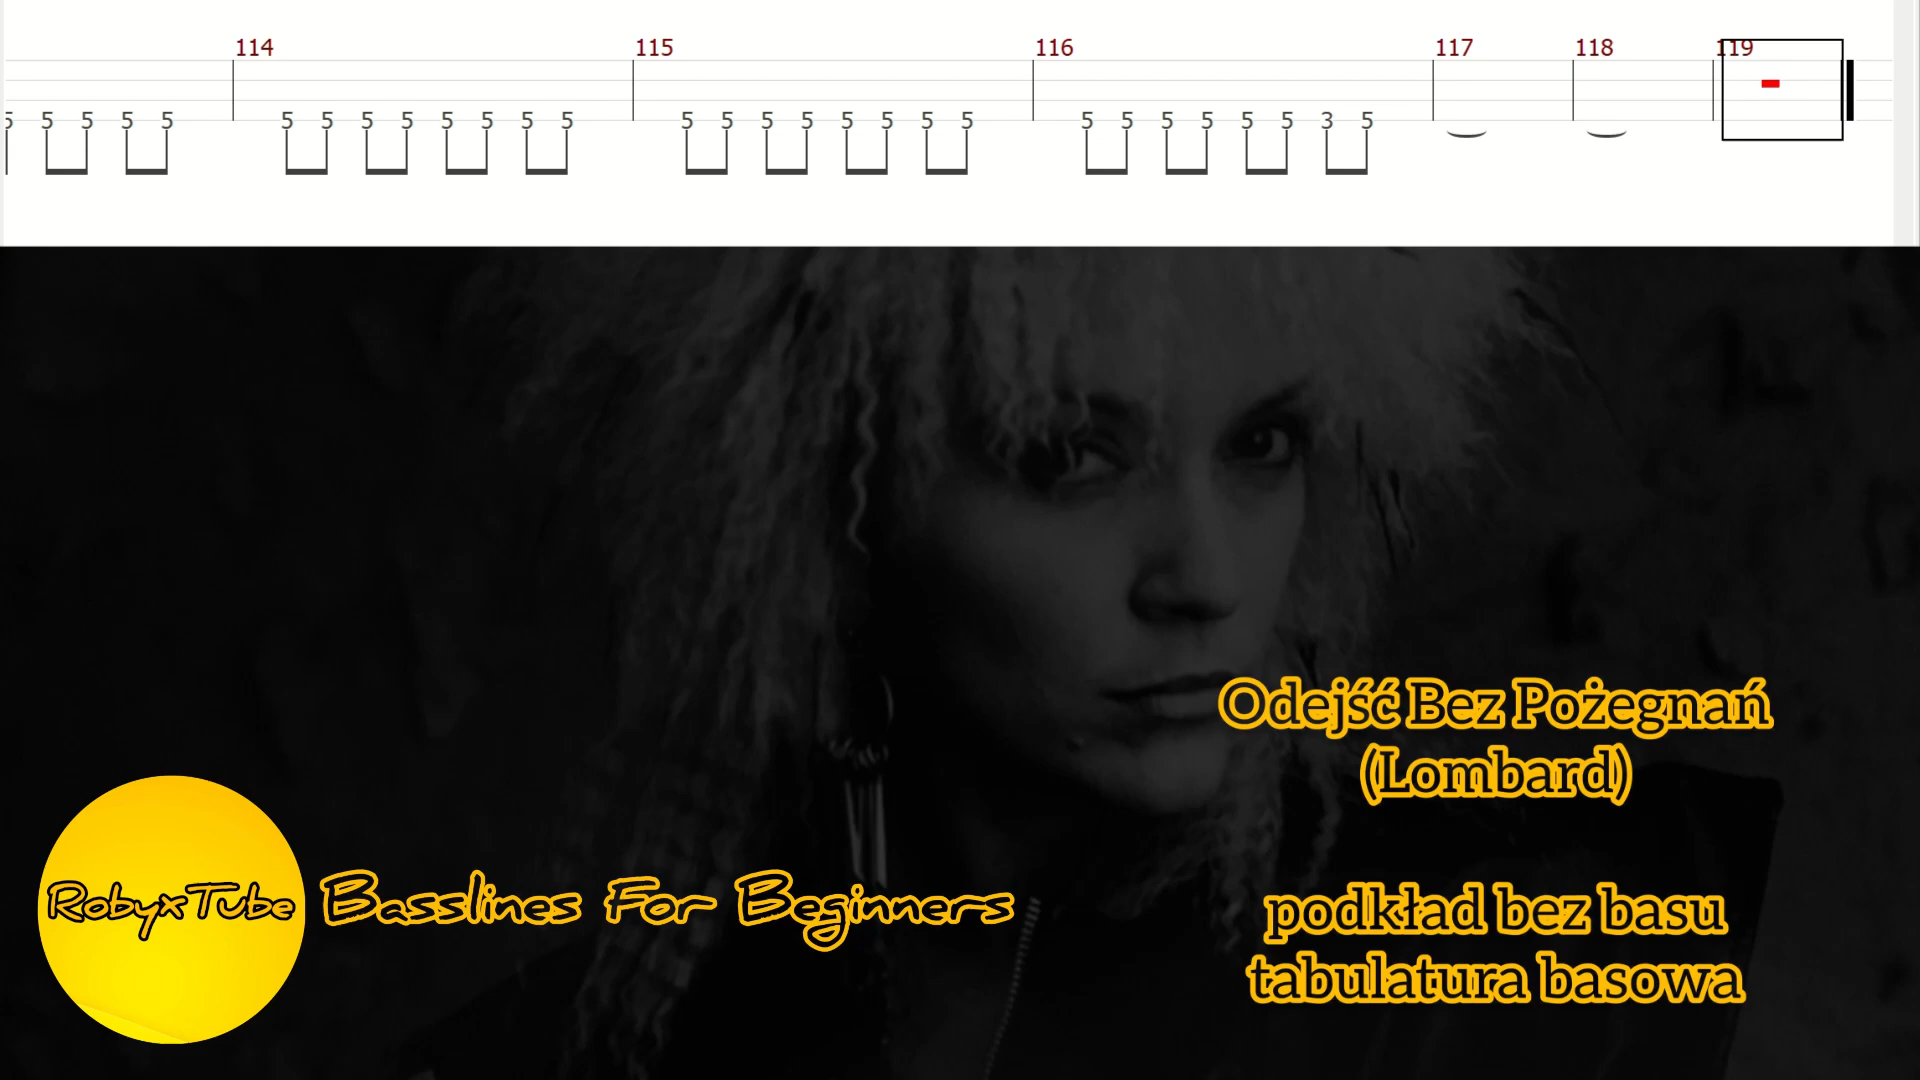 114 115 116 117 118 119
5 5 5 5 5 5 5 5 5 5 5 5 5 5 5 5 5 5 5 5 5 5 5 5 5 5 5 3 5
Odejść Bez Pożegnań
(Lombard)
RobyxTube Basslines For Beginners
podkład bez basu
tabulatura basowa